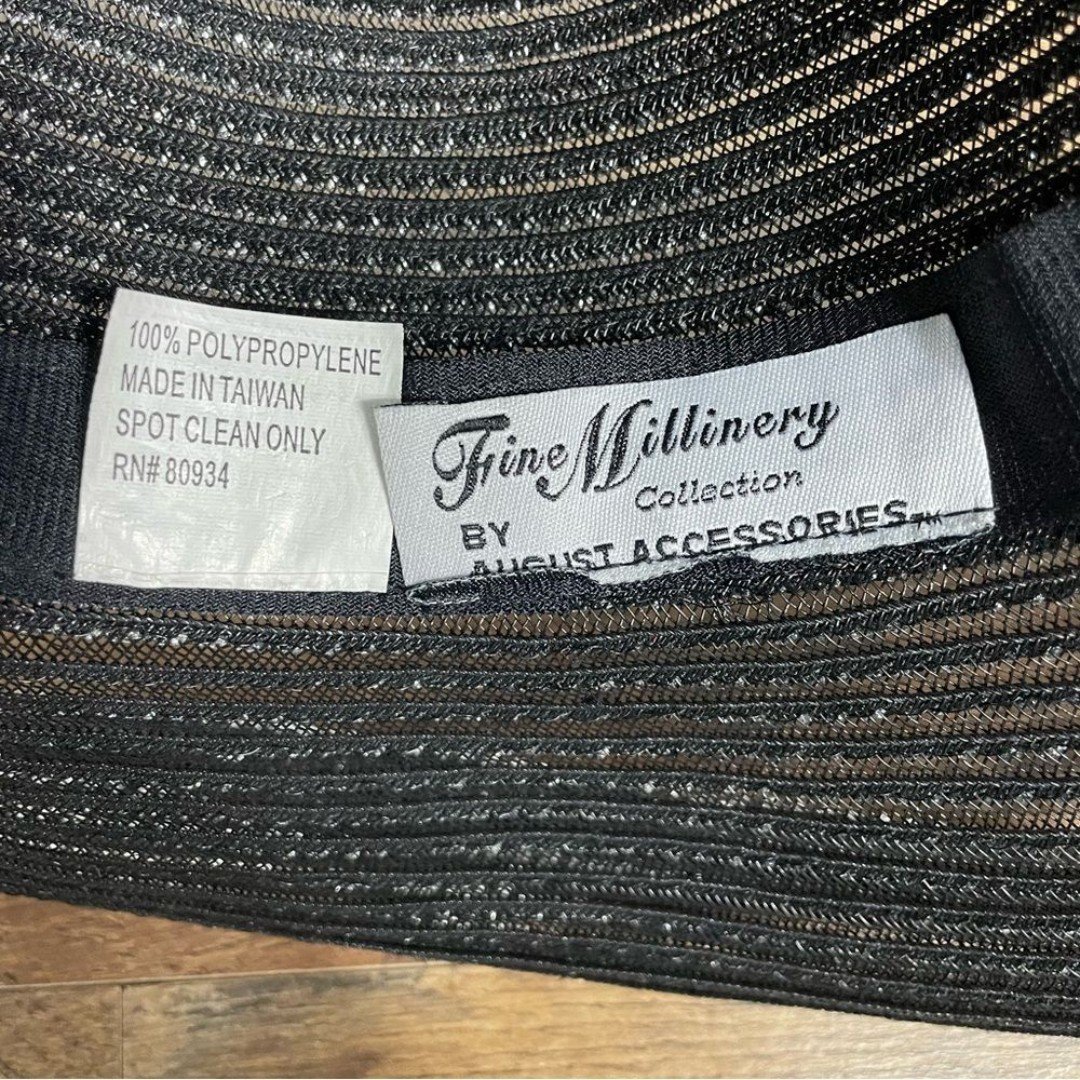 100% POLYPROPYLENE
MADE IN TAIWAN
SPOT CLEAN ONLY
RN# 80934
Fine Millinery
Collection
BY
AUGUST ACCESSORIES